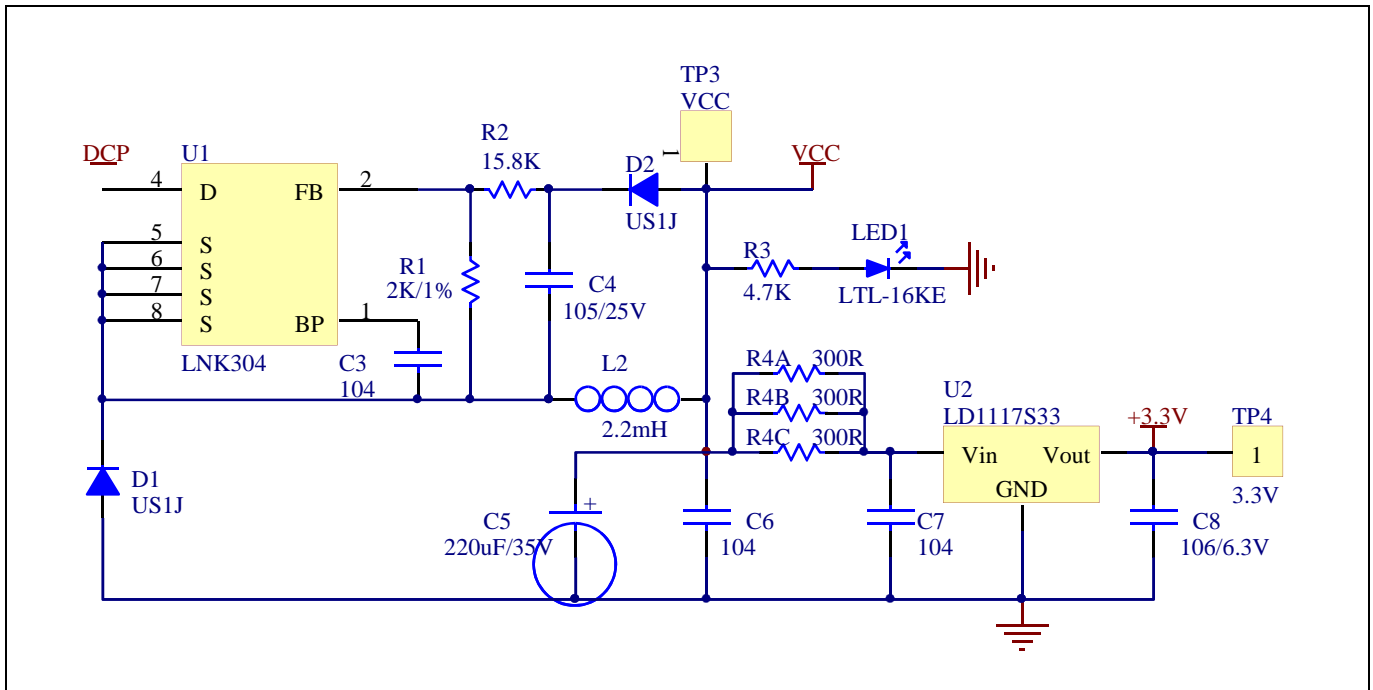 TP3
VCC
1
DCP
U1
4
D
FB
2
5
S
6
S
7
S
8
S
BP
1
LNK304
R2
15.8K
D2
US1J
VCC
R1
2K/1%
C4
105/25V
C3
104
R3
4.7K
LED1
LTL-16KE
L2
2.2mH
R4A 300R
R4B 300R
R4C 300R
U2
LD1117S33
Vin
Vout
GND
+3.3V
TP4
1
3.3V
D1
US1J
C5
220uF/35V
+
C6
104
C7
104
C8
106/6.3V